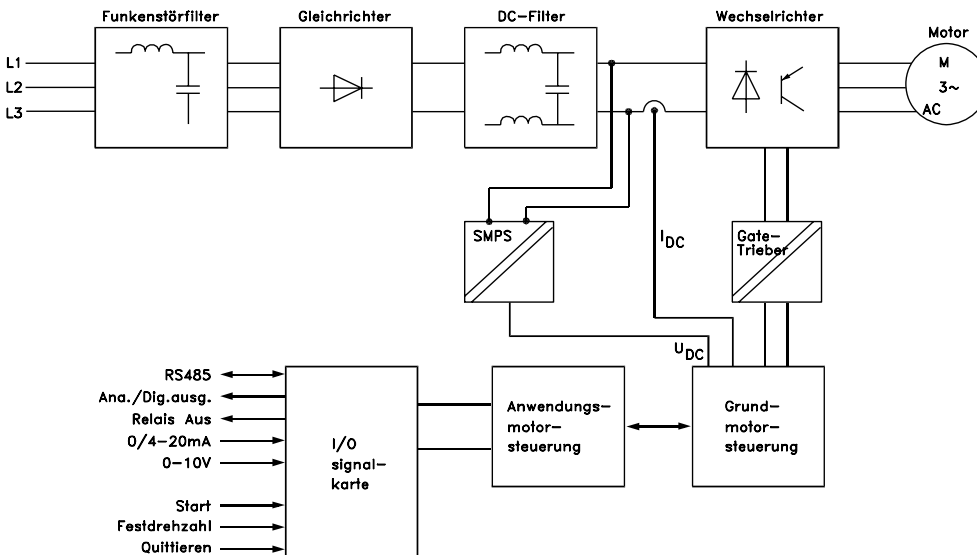 Funkenstörfilter
Gleichrichter
DC-Filter
Wechselrichter
Motor
L1
L2
L3
M
3~
AC
SMPS
I DC
Gate-
Trieber
U DC
RS485
Ana./Dig.ausg.
Relais Aus
0/4-20mA
0-10V
Start
Festdrehzahl
Quittieren
I/O
signal-
karte
Anwendungs-
motor-
steuerung
Grund-
motor-
steuerung